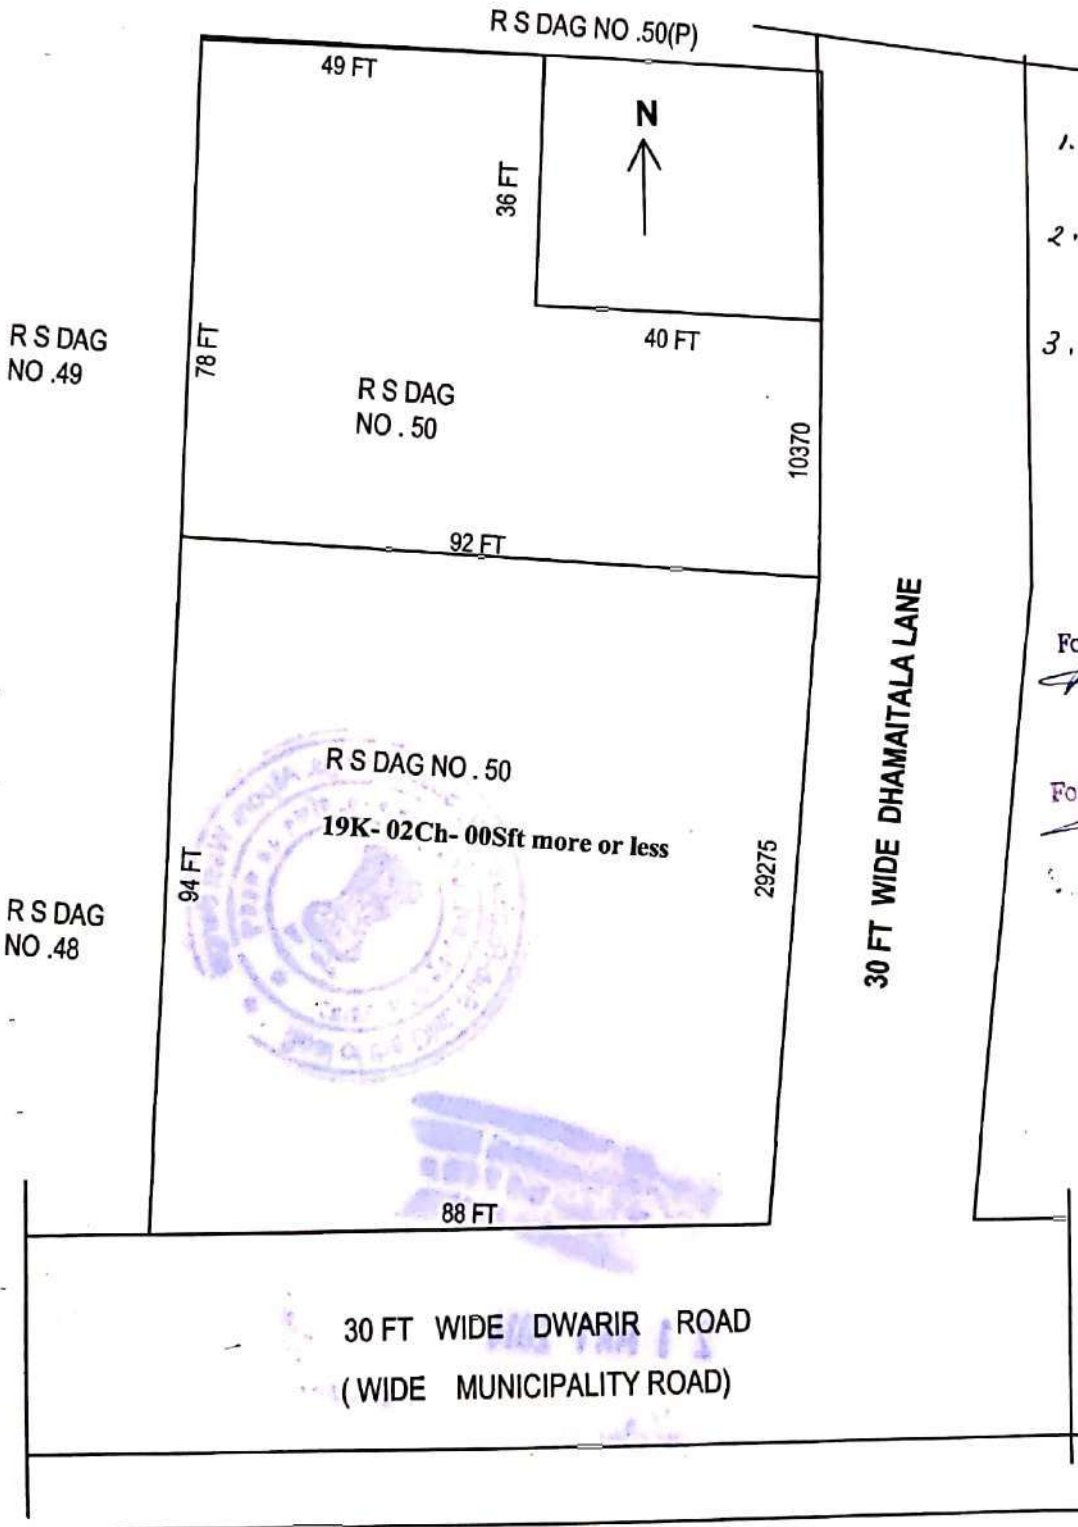 R S DAG NO .50(P)
49 FT
N
36 FT
1.
2.
3.
40 FT
R S DAG
NO .49
78 FT
R S DAG
NO . 50
10370
92 FT
30 FT WIDE DHAMAITALA LANE
R S DAG NO . 50
19K- 02Ch- 00Sft more or less
94 FT
29275
R S DAG
NO .48
88 FT
30 FT WIDE DWARIR ROAD
( WIDE MUNICIPALITY ROAD)